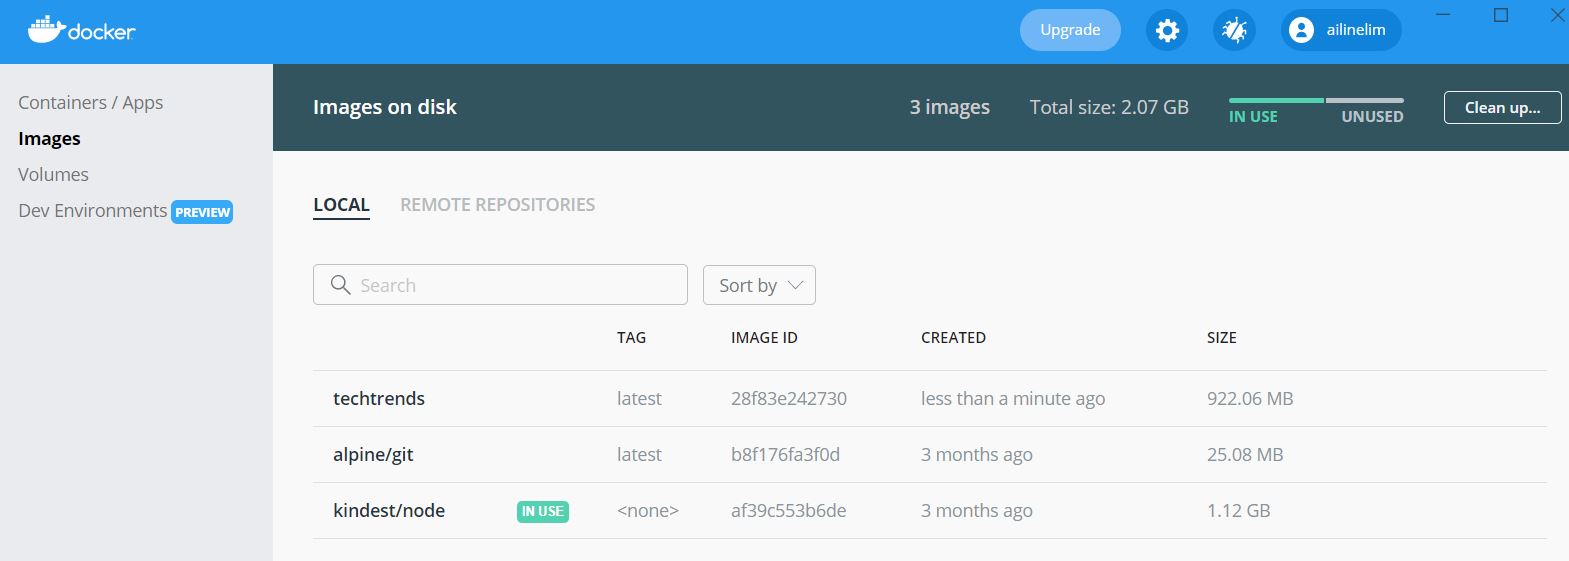 docker
Upgrade
ailinelim
Containers / Apps
Images
Volumes
Dev Environments PREVIEW
Images on disk
3 images
Total size: 2.07 GB
IN USE
UNUSED
Clean up...
LOCAL
REMOTE REPOSITORIES
Search
Sort by
TAG IMAGE ID CREATED SIZE
techtrends latest 28f83e242730 less than a minute ago 922.06 MB
alpine/git latest b8f176fa3f0d 3 months ago 25.08 MB
kindest/node IN USE <none> af39c553b6de 3 months ago 1.12 GB